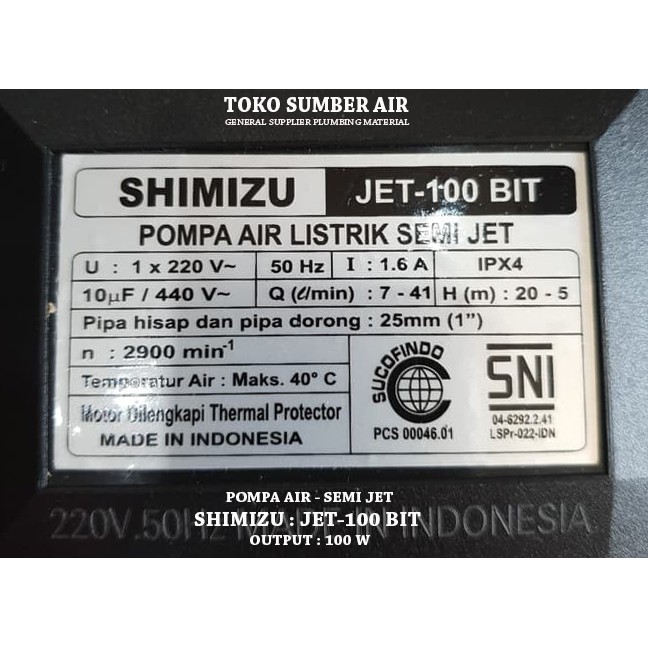 TOKO SUMBER AIR
GENERAL SUPPLIER PLUMBING MATERIAL
SHIMIZU JET-100 BIT
POMPA AIR LISTRIK SEMI JET
U : 1 x 220 V~ 50 Hz I : 1.6 A IPX4
10µF / 440 V~ Q (ℓ/min) : 7 - 41 H (m) : 20 - 5
Pipa hisap dan pipa dorong : 25mm (1")
n : 2900 min⁻¹
Temperatur Air : Maks. 40° C
Motor Dilengkapi Thermal Protector
MADE IN INDONESIA
SUCOFINDO
PCS 00046.01
SNI
04-6292.2.41
LSPr-022-IDN
POMPA AIR - SEMI JET
SHIMIZU : JET-100 BIT
220V.50Hz MADE IN INDONESIA
OUTPUT : 100 W